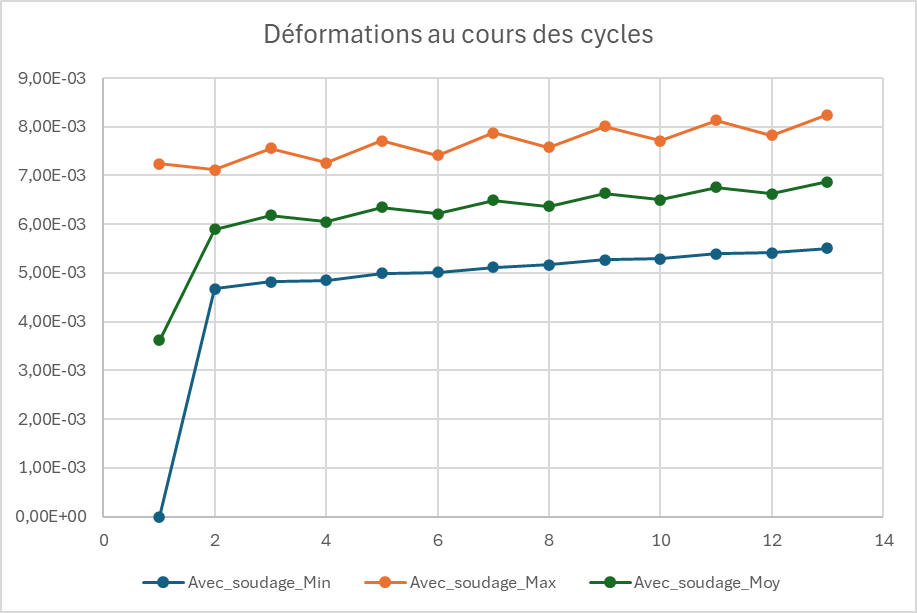 Déformations au cours des cycles
9,00E-03
8,00E-03
7,00E-03
6,00E-03
5,00E-03
4,00E-03
3,00E-03
2,00E-03
1,00E-03
0,00E+00
0 2 4 6 8 10 12 14
Avec_soudage_Min Avec_soudage_Max Avec_soudage_Moy